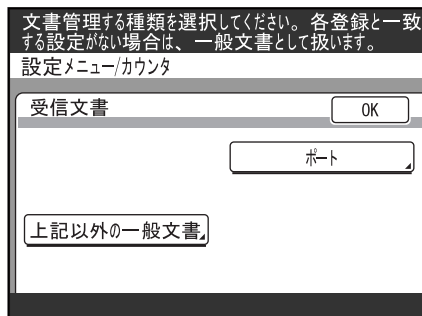 文書管理する種類を選択してください。各登録と一致
する設定がない場合は、一般文書として扱います。
設定メニュー/カウンタ
受信文書
OK
ポート
上記以外の一般文書